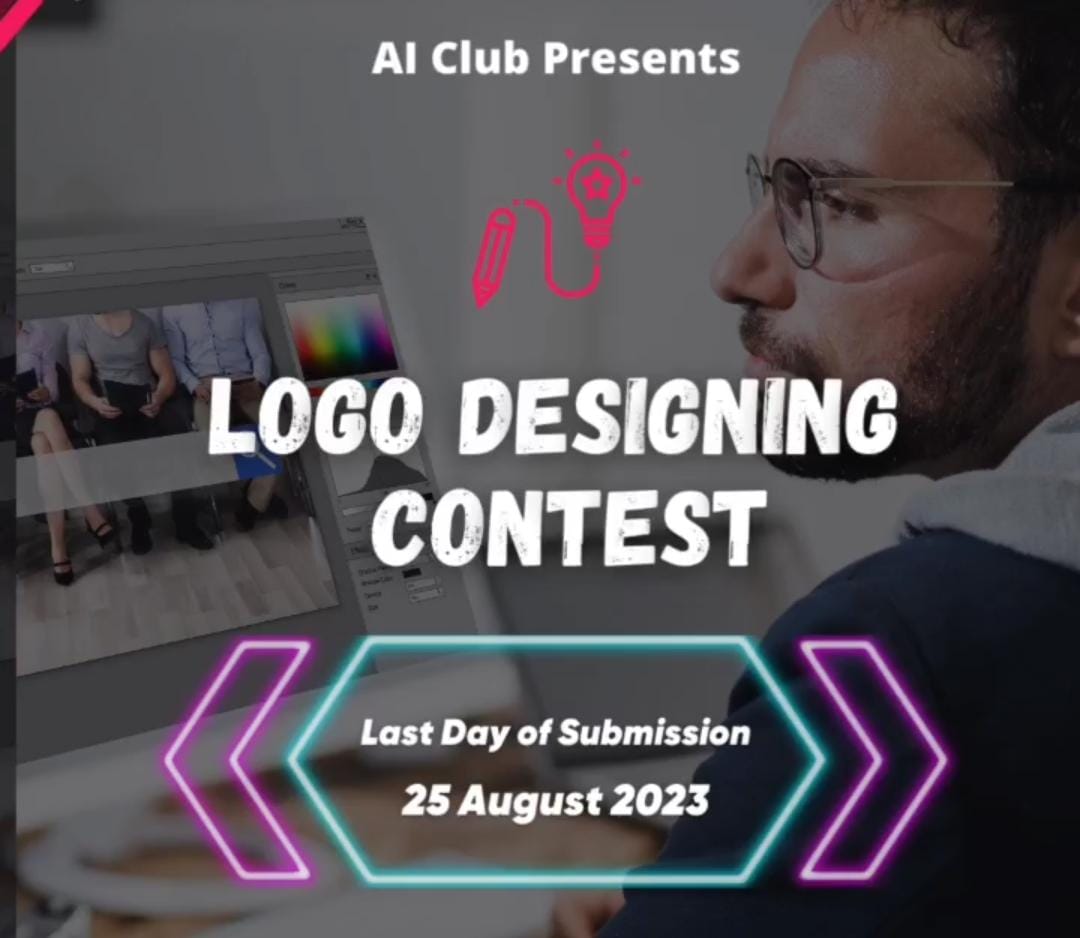 AI Club Presents
LOGO DESIGNING
CONTEST
Last Day of Submission
25 August 2023